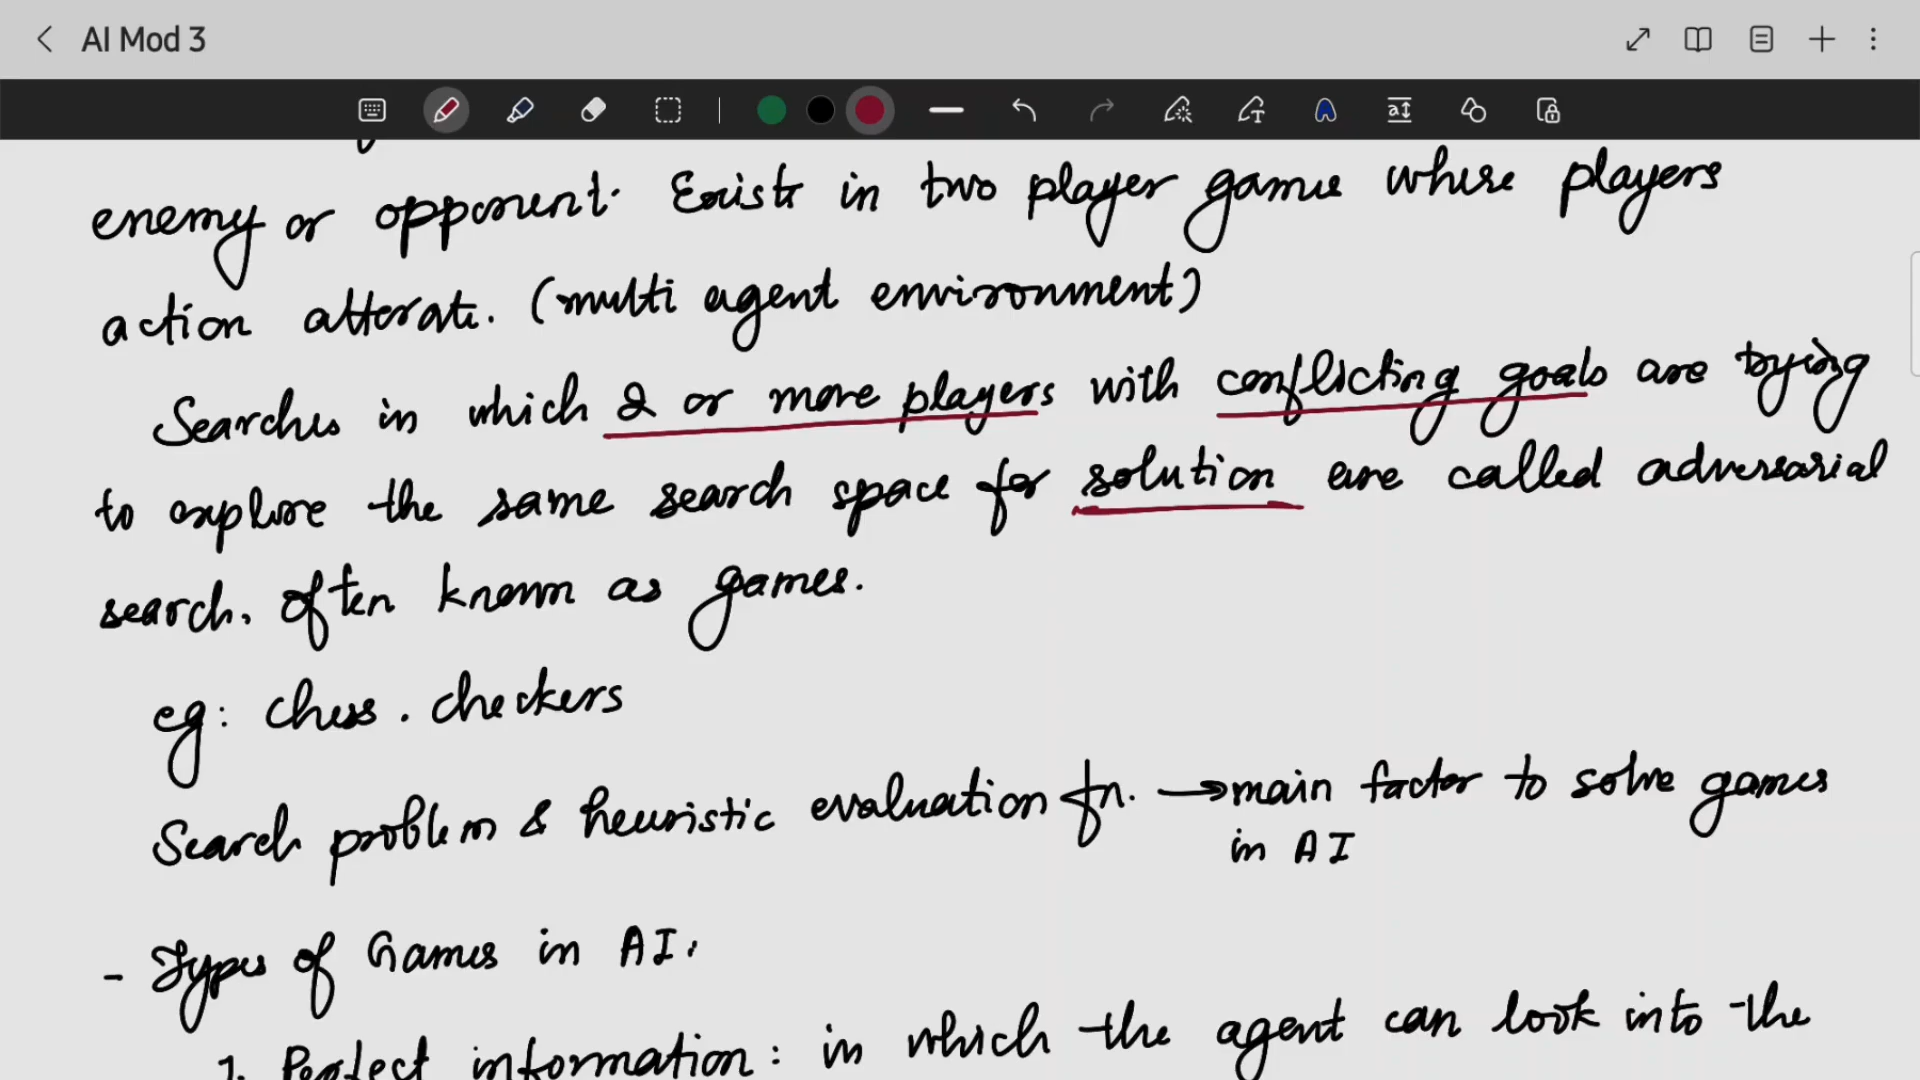 AI Mod 3
enemy or opponent. Exists in two player game where players
action alterate. (multi agent environment)
Searches in which 2 or more players with conflicting goals are trying
to explore the same search space for solution are called adversarial
search. Often known as games.
eg: chess. checkers
Search problem & heuristic evaluation fn. → main factor to solve games
in AI
- Types of Games in AI.
1. Perfect information: in which the agent can look into the